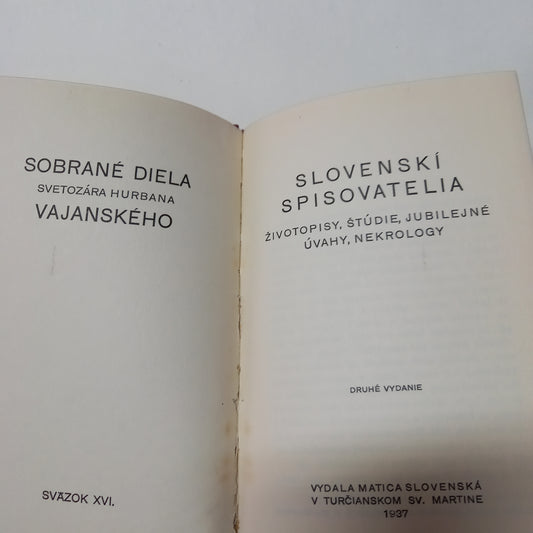 SOBRANÉ DIELA
SVETOZÁRA HURBANA
VAJANSKÉHO
SVÄZOK XVI.
SLOVENSKÍ
SPISOVATELIA
ŽIVOTOPISY, ŠTÚDIE, JUBILEJNÉ
ÚVAHY, NEKROLOGY
DRUHÉ VYDANIE
VYDALA MATICA SLOVENSKÁ
V TURČIANSKOM SV. MARTINE
1937